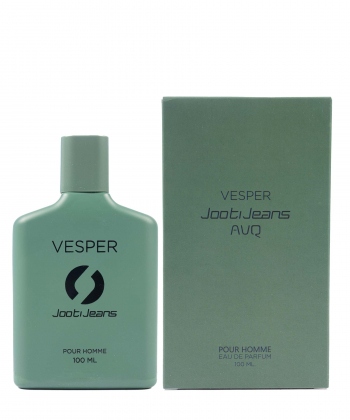 VESPER
JootiJeans
POUR HOMME
100 ML
VESPER
JootiJeans
AVQ
POUR HOMME
EAU DE PARFUM
100 ML